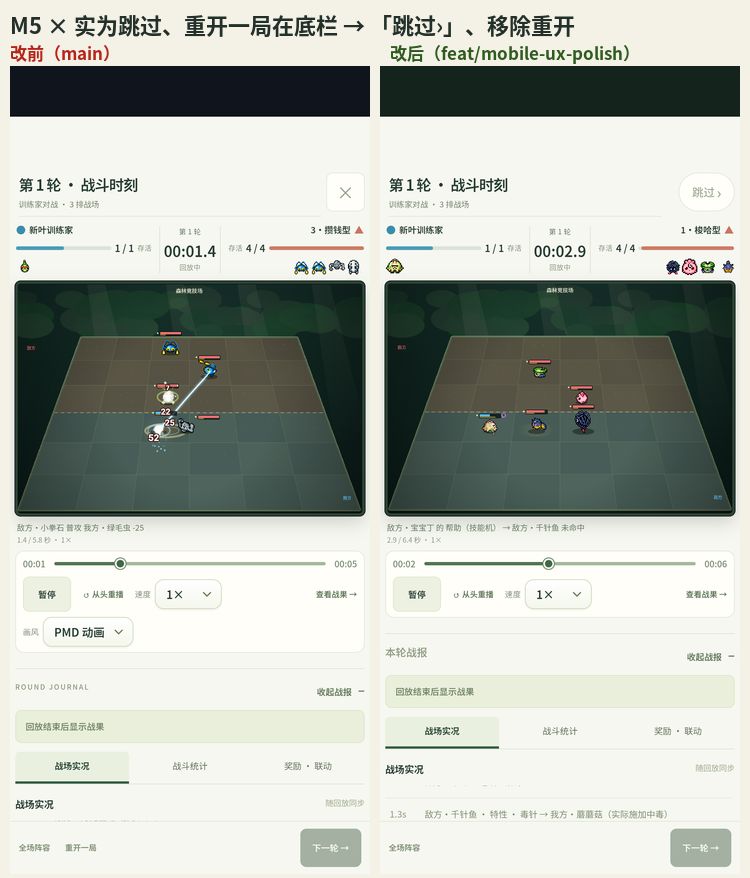 M5 × 实为跳过、重开一局在底栏 → 「跳过›」、移除重开
改前（main）
第 1 轮 · 战斗时刻
训练家对战 · 3 排战场
×
新叶训练家
第 1 轮
3 · 攒钱型
1 / 1 存活
00:01.4
存活 4 / 4
回放中
森林竞技场
敌方
22
25
52
我方
敌方 · 小拳石 普攻 我方 · 绿毛虫 -25
1.4 / 5.8 秒 · 1×
00:01
00:05
暂停
↺ 从头重播
速度
1×
查看战果 →
画风
PMD 动画
ROUND JOURNAL
收起战报 −
回放结束后显示战果
战场实况
战斗统计
奖励 · 联动
战场实况
随回放同步
全场阵容
重开一局
下一轮 →
改后（feat/mobile-ux-polish）
第 1 轮 · 战斗时刻
训练家对战 · 3 排战场
跳过 ›
新叶训练家
第 1 轮
1 · 梭哈型
1 / 1 存活
00:02.9
存活 4 / 4
回放中
森林竞技场
敌方
我方
敌方 · 宝宝丁 的 帮助（技能机） → 敌方 · 千针鱼 未命中
2.9 / 6.4 秒 · 1×
00:02
00:06
暂停
↺ 从头重播
速度
1×
查看战果 →
本轮战报
收起战报 −
回放结束后显示战果
战场实况
战斗统计
奖励 · 联动
战场实况
随回放同步
1.3s 敌方 · 千针鱼 · 特性 · 毒针 → 我方 · 蘑蘑菇（实际施加中毒）
全场阵容
下一轮 →